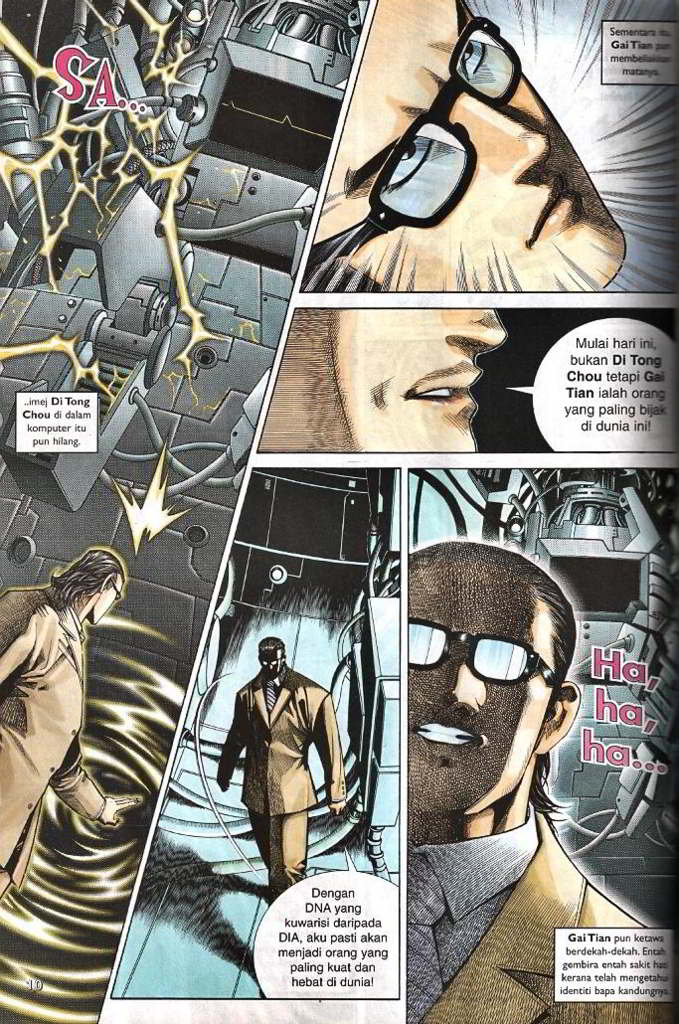 SA...
..imej Di Tong
Chou di dalam
komputer itu
pun hilang.
Sementara itu,
Gai Tian pun
membeliakkan
matanya.
Mulai hari ini,
bukan Di Tong
Chou tetapi Gai
Tian ialah orang
yang paling bijak
di dunia ini!
Dengan
DNA yang
kuwarisi daripada
DIA, aku pasti akan
menjadi orang yang
paling kuat dan
hebat di dunia!
Ha,
ha,
ha...
Gai Tian pun ketawa
berdekah-dekah. Entah
gembira entah sakit hati
kerana telah mengetahui
identiti bapa kandungnya.
10